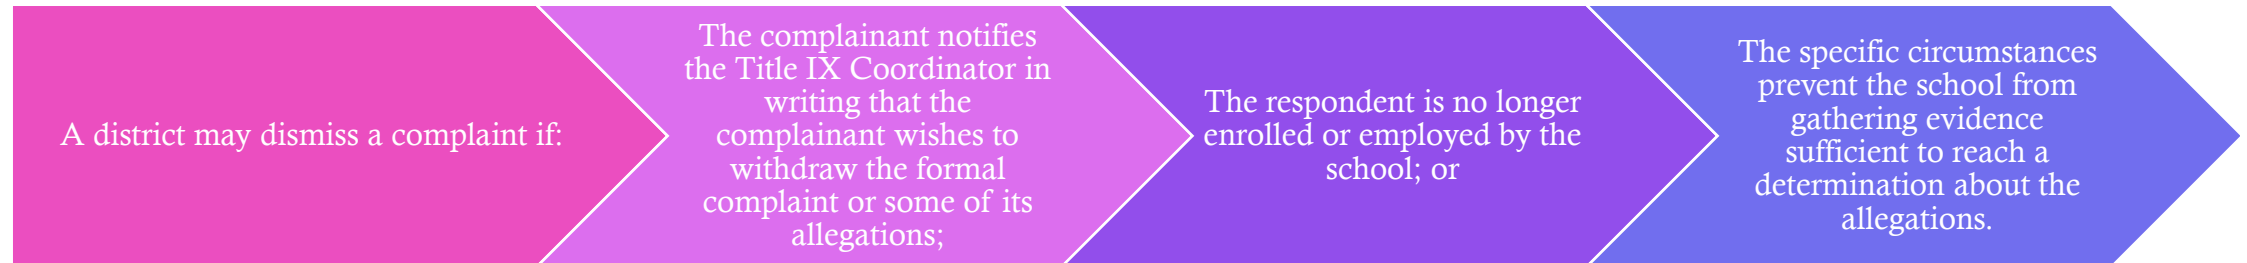 A district may dismiss a complaint if:
The complainant notifies
the Title IX Coordinator in
writing that the
complainant wishes to
withdraw the formal
complaint or some of its
allegations;
The respondent is no longer
enrolled or employed by the
school; or
The specific circumstances
prevent the school from
gathering evidence
sufficient to reach a
determination about the
allegations.